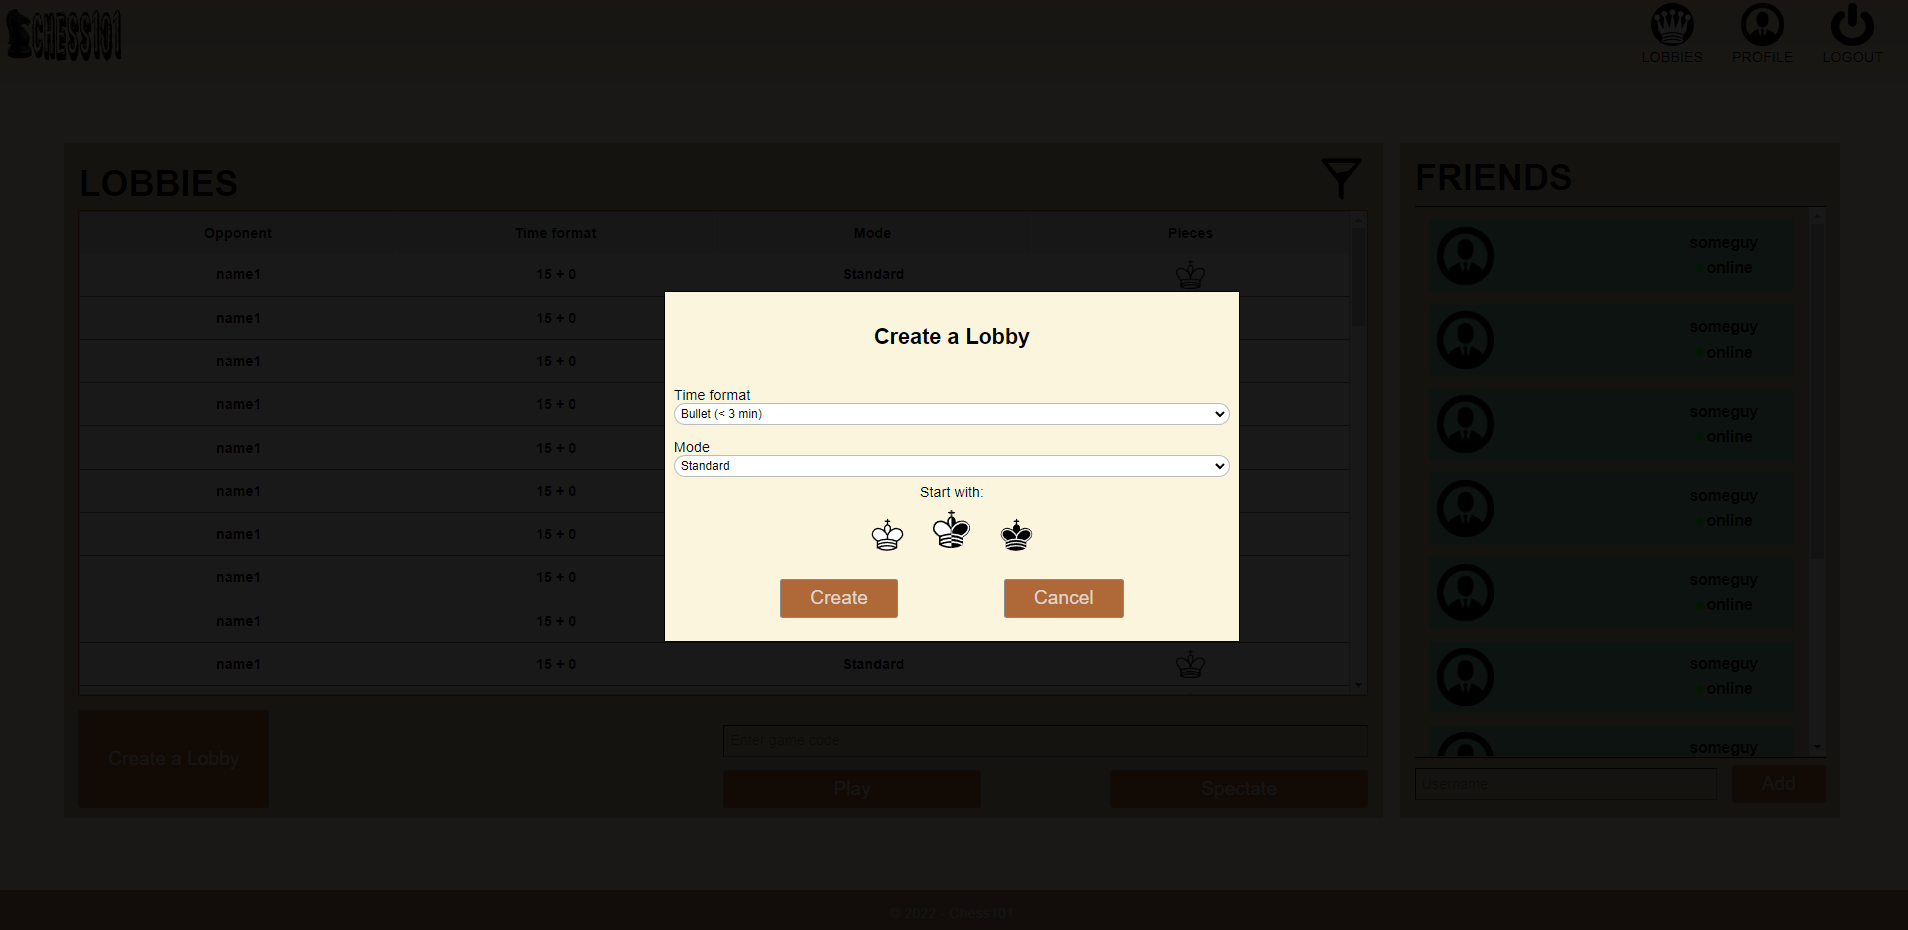 CHESS101
LOBBIES PROFILE LOGOUT
LOBBIES
Opponent Time format Mode Pieces
name1 15 + 0 Standard
name1 15 + 0
name1 15 + 0
name1 15 + 0
name1 15 + 0
name1 15 + 0
name1 15 + 0
name1 15 + 0
name1 15 + 0
name1 15 + 0 Standard
Create a Lobby
Enter game code
Play Spectate
FRIENDS
someguy
online
someguy
online
someguy
online
someguy
online
someguy
online
someguy
online
someguy
Username
Add
Create a Lobby
Time format
Bullet (< 3 min)
Mode
Standard
Start with:
Create Cancel
© 2022 - Chess101